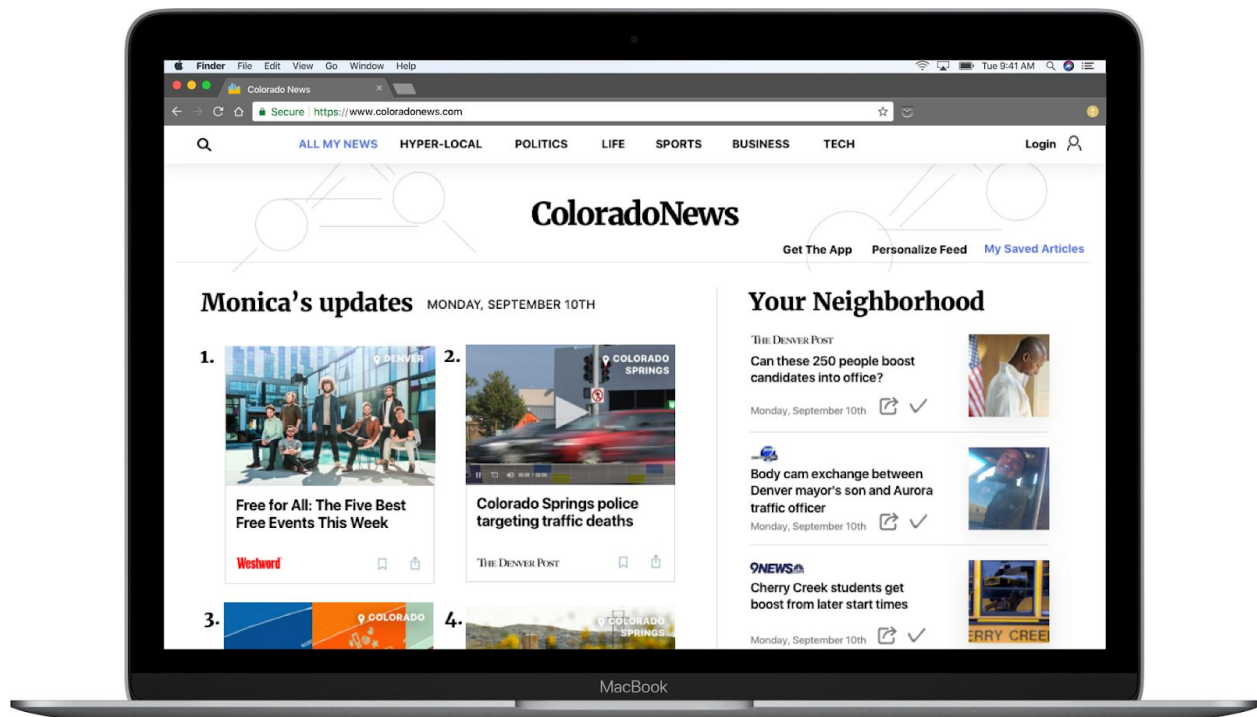 Finder File Edit View Go Window Help
Tue 9:41 AM
Colorado News
Secure https://www.coloradonews.com
ALL MY NEWS HYPER-LOCAL POLITICS LIFE SPORTS BUSINESS TECH Login
ColoradoNews
Get The App Personalize Feed My Saved Articles
Monica's updates MONDAY, SEPTEMBER 10TH
1.
DENVER
Free for All: The Five Best
Free Events This Week
Westword
2.
COLORADO
SPRINGS
Colorado Springs police
targeting traffic deaths
THE DENVER POST
3.
COLORADO
4.
COLORADO
SPRINGS
Your Neighborhood
THE DENVER POST
Can these 250 people boost
candidates into office?
Monday, September 10th
Body cam exchange between
Denver mayor's son and Aurora
traffic officer
Monday, September 10th
9NEWS
Cherry Creek students get
boost from later start times
Monday, September 10th
ERRY CREE
MacBook